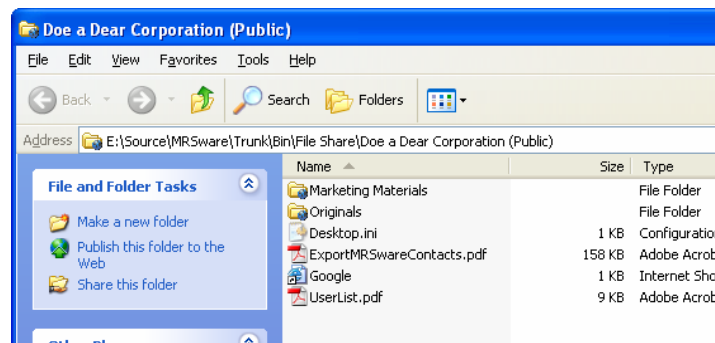 Doe a Dear Corporation (Public)
File Edit View Favorites Tools Help
Back Search Folders
Address E:\Source\MRSware\Trunk\Bin\File Share\Doe a Dear Corporation (Public)
Name Size Type
File and Folder Tasks
Make a new folder
Publish this folder to the
Web
Share this folder
Marketing Materials File Folder
Originals File Folder
Desktop.ini 1 KB Configuratio
ExportMRSwareContacts.pdf 158 KB Adobe Acrob
Google 1 KB Internet Sho
UserList.pdf 9 KB Adobe Acrob